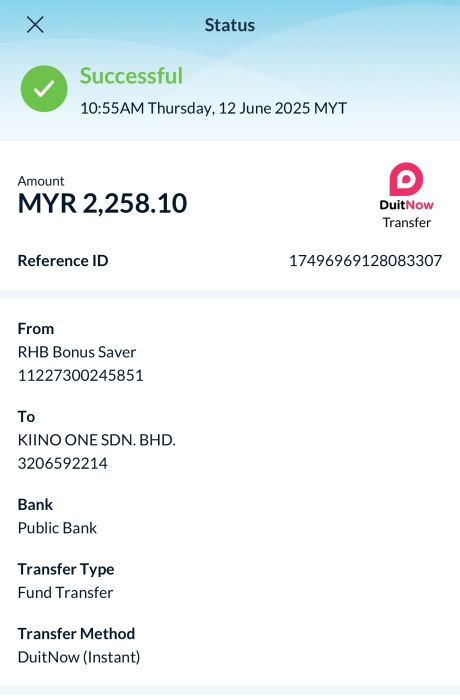 Status
Successful
10:55AM Thursday, 12 June 2025 MYT
Amount
MYR 2,258.10
DuitNow
Transfer
Reference ID 17496969128083307
From
RHB Bonus Saver
11227300245851
To
KIINO ONE SDN. BHD.
3206592214
Bank
Public Bank
Transfer Type
Fund Transfer
Transfer Method
DuitNow (Instant)